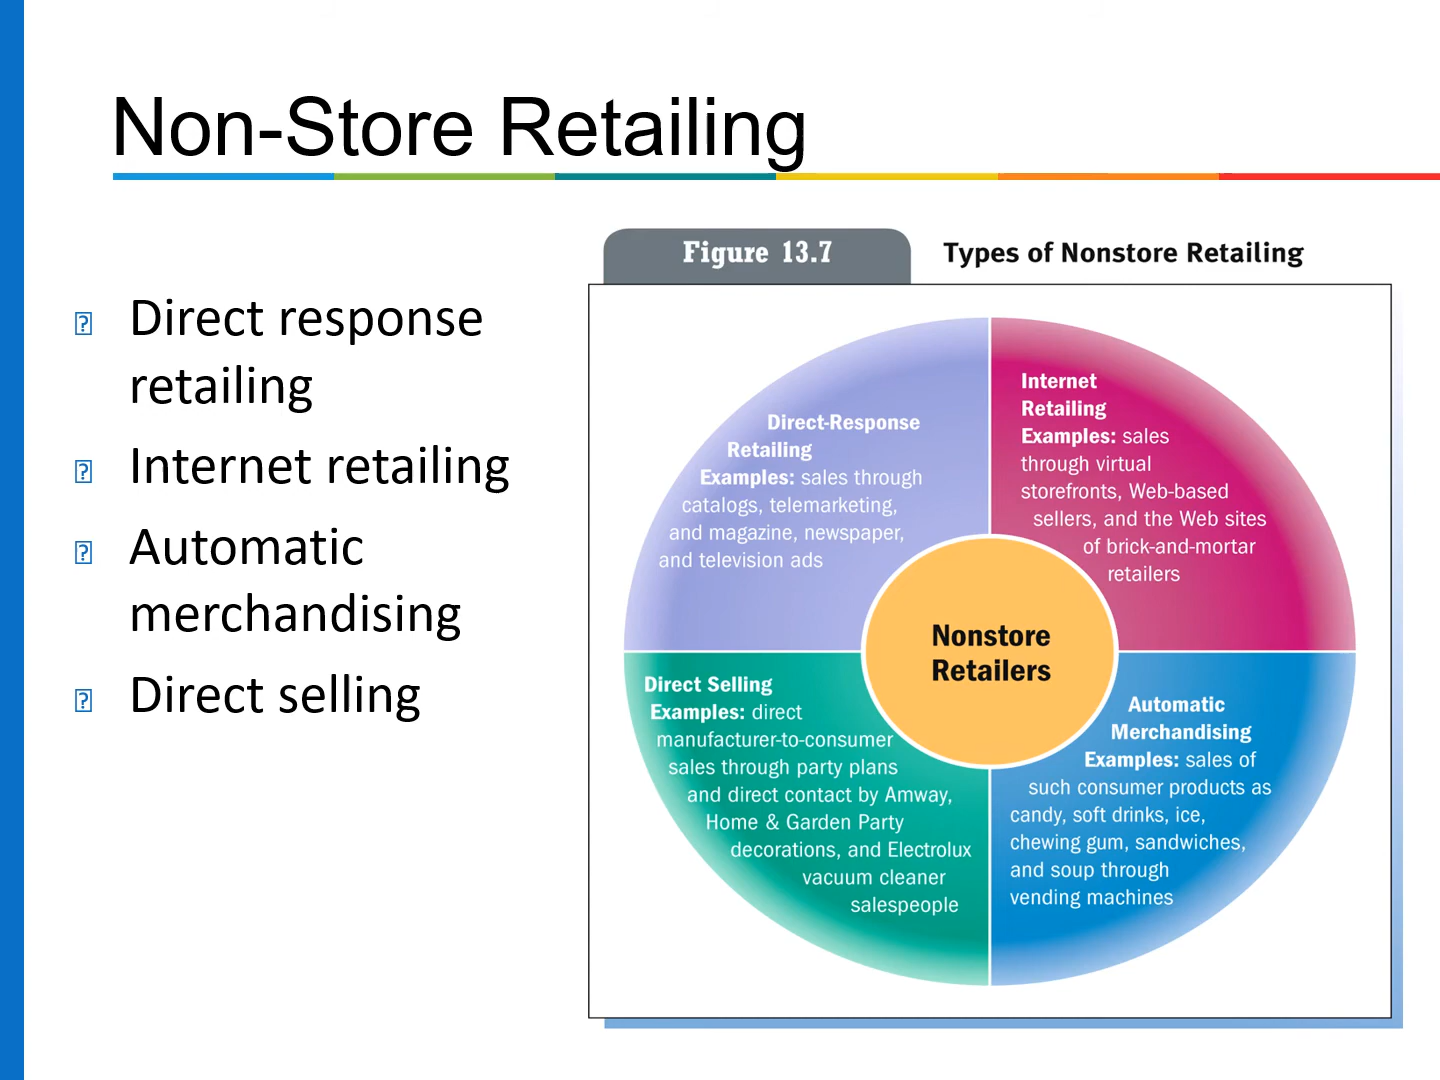 Non-Store Retailing
Direct response
retailing
Internet retailing
Automatic
merchandising
Direct selling
Figure 13.7
Types of Nonstore Retailing
Direct-Response
Retailing
Examples: sales through
catalogs, telemarketing,
and magazine, newspaper,
and television ads
Internet
Retailing
Examples: sales
through virtual
storefronts, Web-based
sellers, and the Web sites
of brick-and-mortar
retailers
Nonstore
Retailers
Direct Selling
Examples: direct
manufacturer-to-consumer
sales through party plans
and direct contact by Amway,
Home & Garden Party
decorations, and Electrolux
vacuum cleaner
salespeople
Automatic
Merchandising
Examples: sales of
such consumer products as
candy, soft drinks, ice,
chewing gum, sandwiches,
and soup through
vending machines